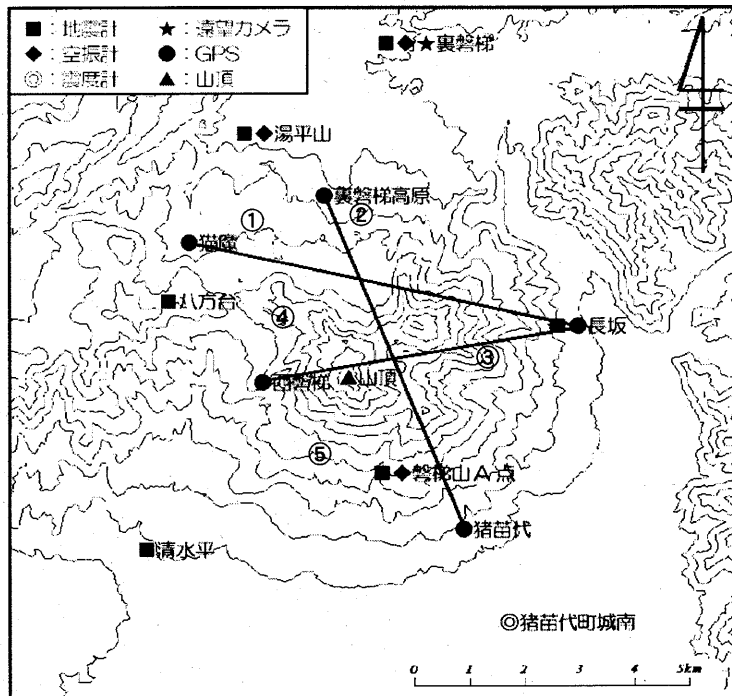 ■：地震計 ★：遠望カメラ
◆：空振計 ●：GPS
◎：震度計 ▲：山頂
裏磐梯
湯平山
裏磐梯高原
①
②
猫魔
八方台
④
長坂
③
西磐梯
山頂
⑤
磐梯山A点
猪苗代
清水平
◎猪苗代町城南
0 1 2 3 4 5km